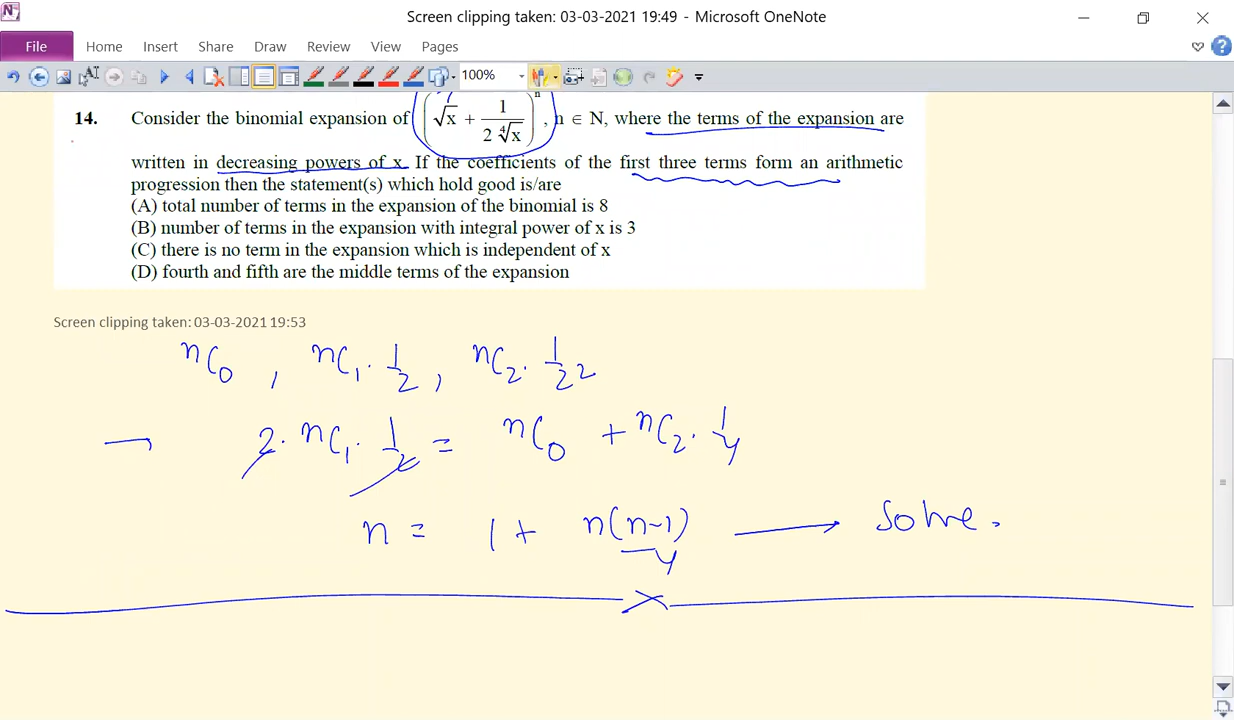 Screen clipping taken: 03-03-2021 19:49 - Microsoft OneNote
File Home Insert Share Draw Review View Pages
100%
14. Consider the binomial expansion of (√x + 1/(2 ∜x))ⁿ, n ∈ N, where the terms of the expansion are
written in decreasing powers of x. If the coefficients of the first three terms form an arithmetic
progression then the statement(s) which hold good is/are
(A) total number of terms in the expansion of the binomial is 8
(B) number of terms in the expansion with integral power of x is 3
(C) there is no term in the expansion which is independent of x
(D) fourth and fifth are the middle terms of the expansion
Screen clipping taken: 03-03-2021 19:53
ⁿC₀ , ⁿC₁ · 1/2 , ⁿC₂ · 1/2²
→ 2 · ⁿC₁ · 1/2 = ⁿC₀ + ⁿC₂ · 1/4
n = 1 + n(n-1)/4 → solve.